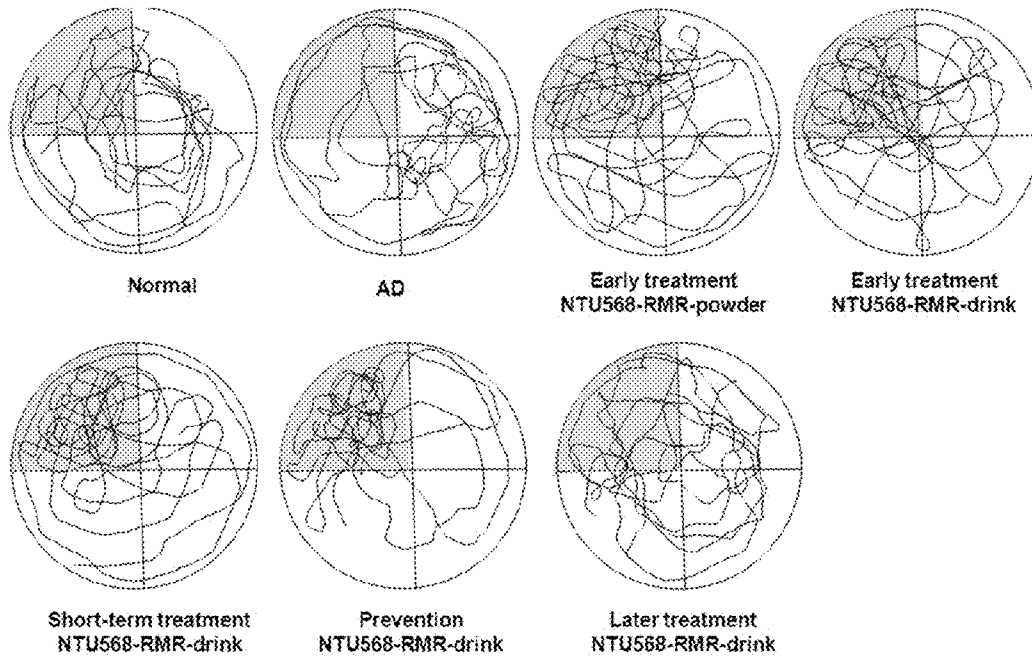 Normal
AD
Early treatment
NTU568-RMR-powder
Early treatment
NTU568-RMR-drink
Short-term treatment
NTU568-RMR-drink
Prevention
NTU568-RMR-drink
Later treatment
NTU568-RMR-drink